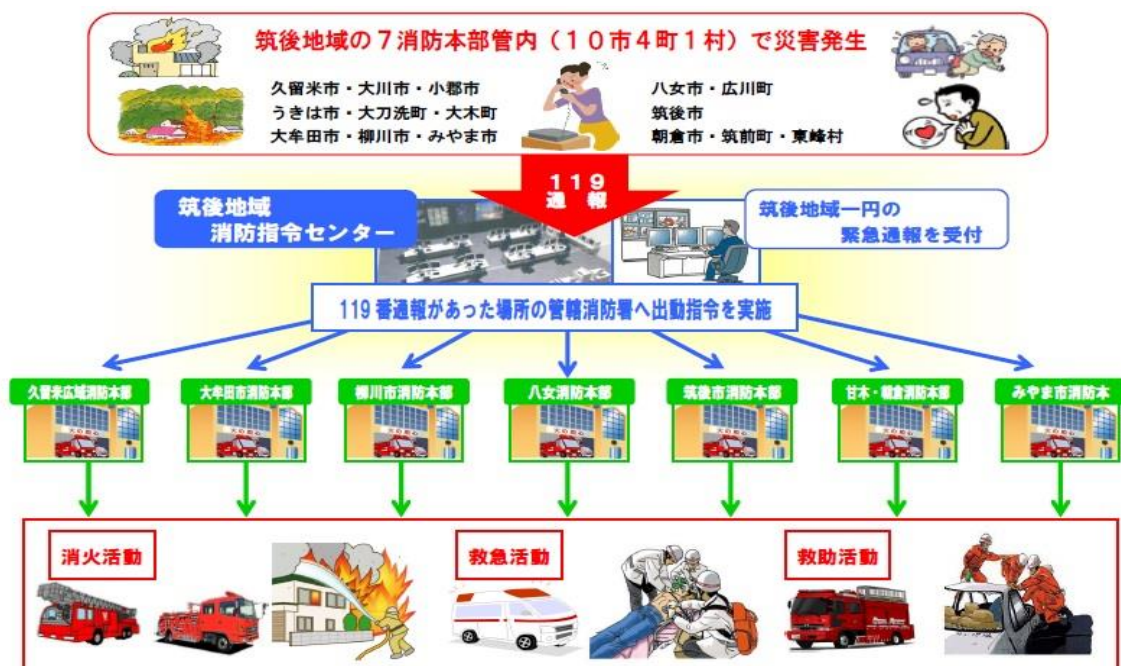 筑後地域の7消防本部管内（10市4町1村）で災害発生
久留米市・大川市・小郡市
うきは市・大刀洗町・大木町
大牟田市・柳川市・みやま市
八女市・広川町
筑後市
朝倉市・筑前町・東峰村
119
通報
筑後地域
消防指令センター
筑後地域一円の
緊急通報を受付
119番通報があった場所の管轄消防署へ出動指令を実施
久留米広域消防本部
大牟田市消防本部
柳川市消防本部
八女消防本部
筑後市消防本部
甘木・朝倉消防本部
みやま市消防本
消火活動
救急活動
救助活動